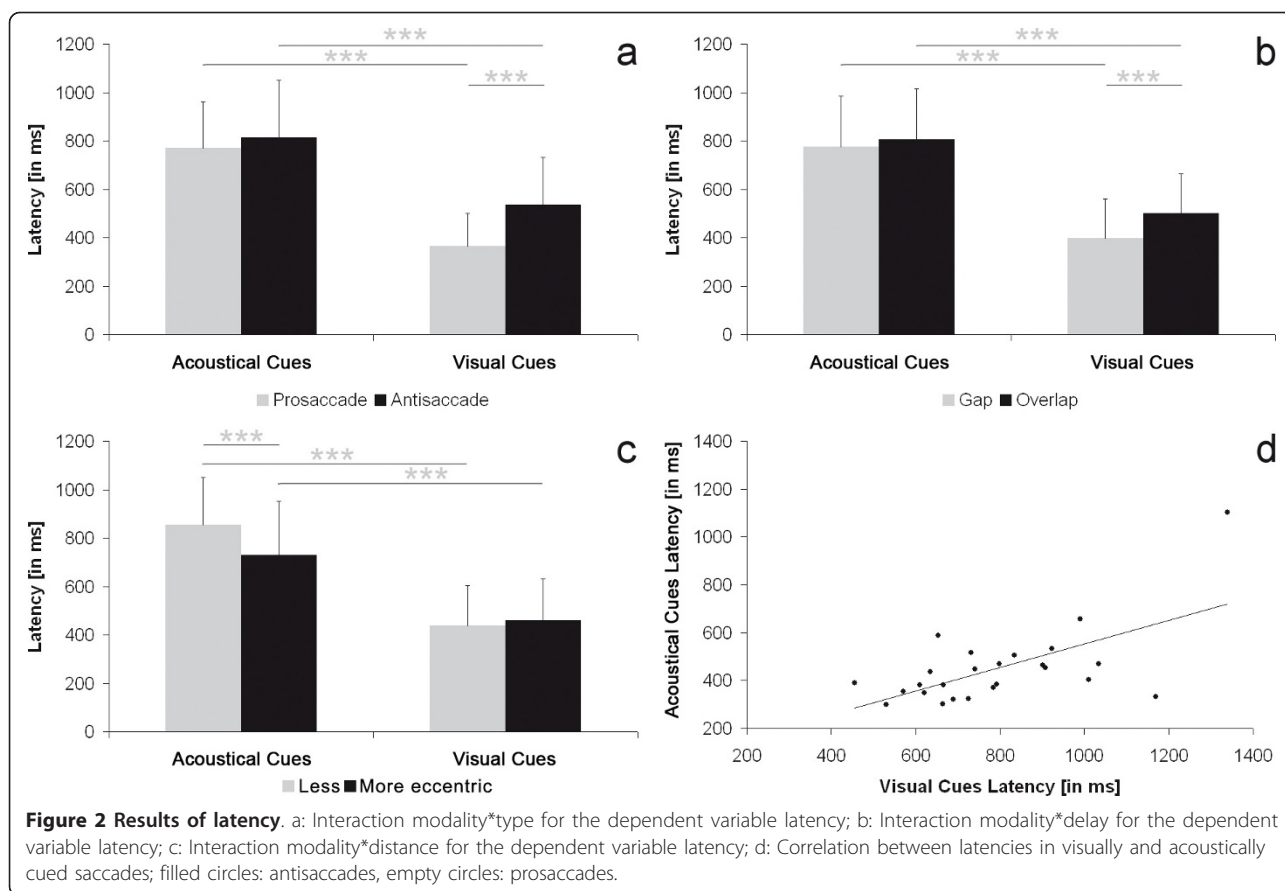 a
1200
1000
800
600
400
200
0
Latency [in ms]
***
***
***
Acoustical Cues Visual Cues
Prosaccade Antisaccade
b
1200
1000
800
600
400
200
0
Latency [in ms]
***
***
***
Acoustical Cues Visual Cues
Gap Overlap
c
1200
1000
800
600
400
200
0
Latency [in ms]
***
***
***
Acoustical Cues Visual Cues
Less More eccentric
d
1400
1200
1000
800
600
400
200
Acoustical Cues Latency [in ms]
200 400 600 800 1000 1200 1400
Visual Cues Latency [in ms]
Figure 2 Results of latency. a: Interaction modality*type for the dependent variable latency; b: Interaction modality*delay for the dependent
variable latency; c: Interaction modality*distance for the dependent variable latency; d: Correlation between latencies in visually and acoustically
cued saccades; filled circles: antisaccades, empty circles: prosaccades.